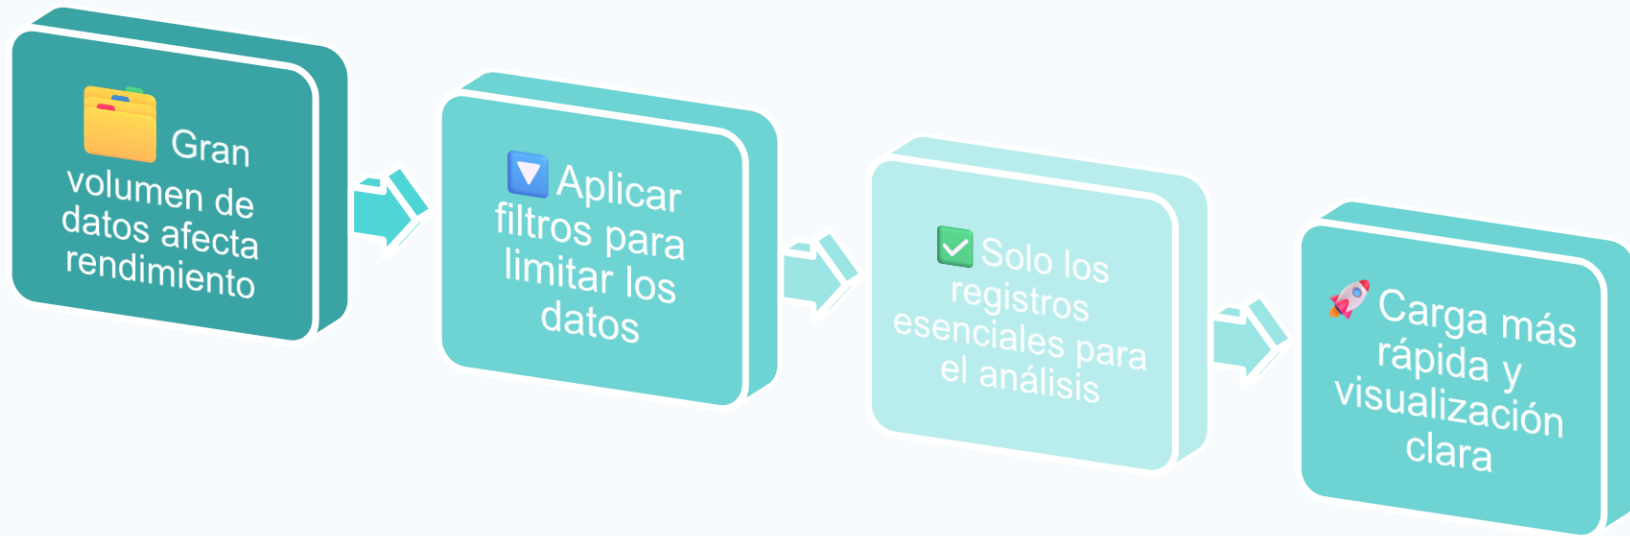 Gran
volumen de
datos afecta
rendimiento
Aplicar
filtros para
limitar los
datos
Solo los
registros
esenciales para
el análisis
Carga más
rápida y
visualización
clara